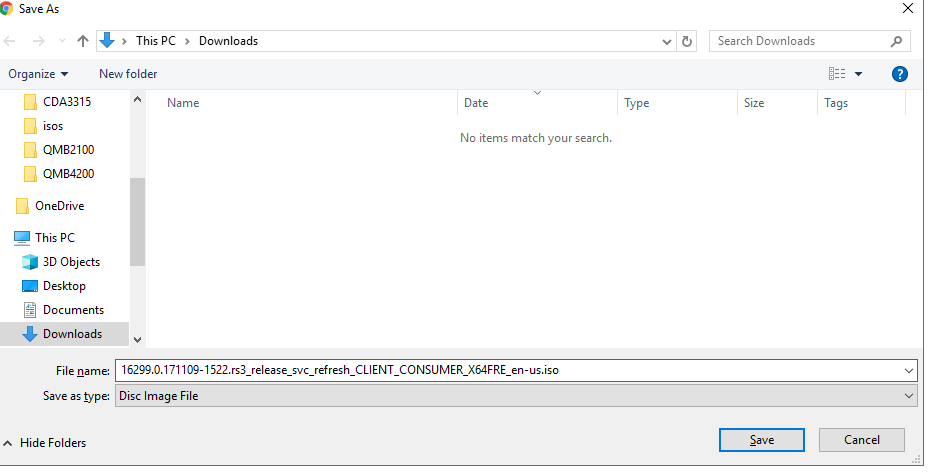 Save As
This PC > Downloads
Search Downloads
Organize
New folder
?
Name
Date
Type
Size
Tags
No items match your search.
CDA3315
isos
QMB2100
QMB4200
OneDrive
This PC
3D Objects
Desktop
Documents
Downloads
File name: 16299.0.171109-1522.rs3_release_svc_refresh_CLIENT_CONSUMER_X64FRE_en-us.iso
Save as type: Disc Image File
Hide Folders
Save
Cancel